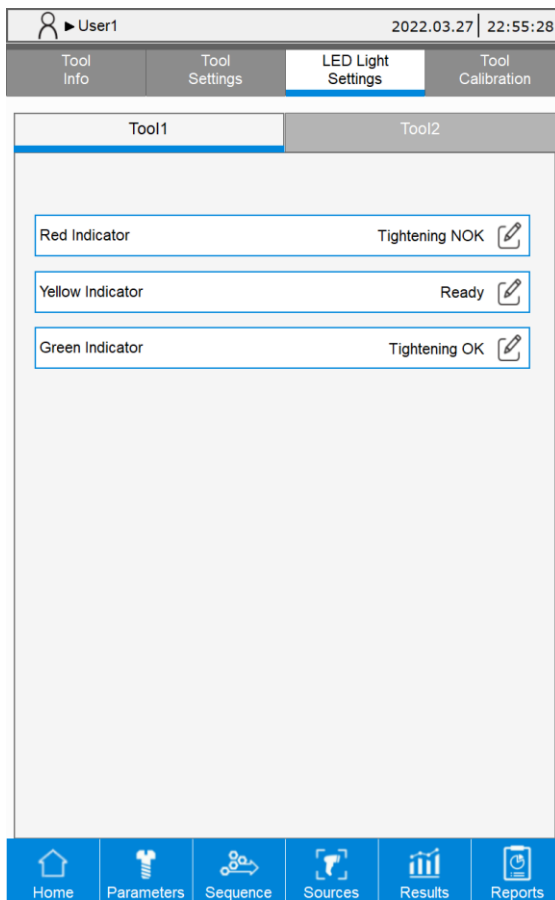 ►User1 2022.03.27 22:55:28
Tool Info
Tool Settings
LED Light Settings
Tool Calibration
Tool1 Tool2
Red Indicator Tightening NOK
Yellow Indicator Ready
Green Indicator Tightening OK
Home Parameters Sequence Sources Results Reports